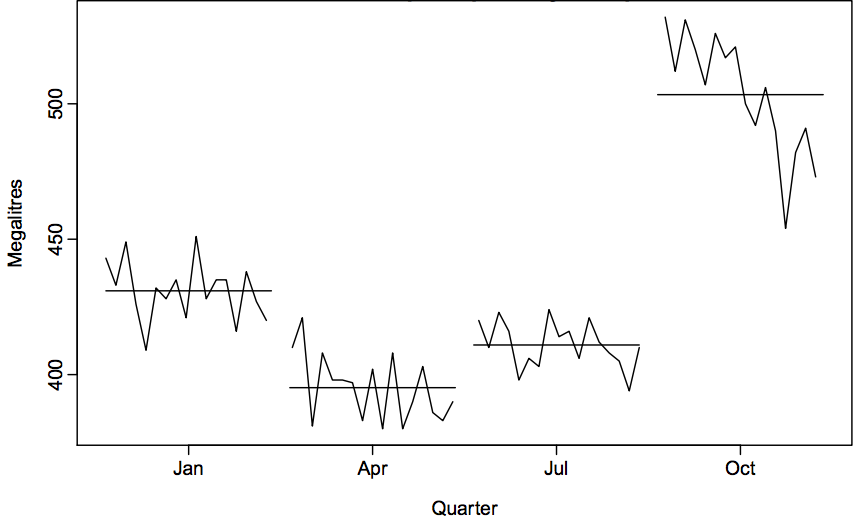 500
450
400
Megalitres
Jan Apr Jul Oct
Quarter